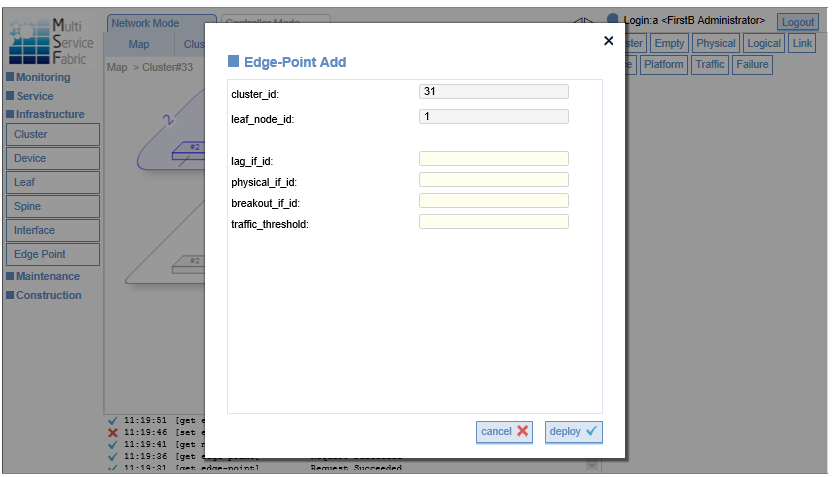 Multi
Service
Fabric
Network Mode
Controller Mode
Login:a <FirstB Administrator>
Logout
Map
Clus
Empty
Physical
Logical
Link
Platform
Traffic
Failure
Map > Cluster#33
Monitoring
Service
Infrastructure
Cluster
Device
Leaf
Spine
Interface
Edge Point
Maintenance
Construction
2
#2
#2
Edge-Point Add
cluster_id: 31
leaf_node_id: 1
lag_if_id:
physical_if_id:
breakout_if_id:
traffic_threshold:
cancel
deploy
11:19:51 [get e
11:19:46 [set e
11:19:41 [get
11:19:36 [get edge-point] Request Succeeded
11:19:31 [get edge-point] Request Succeeded